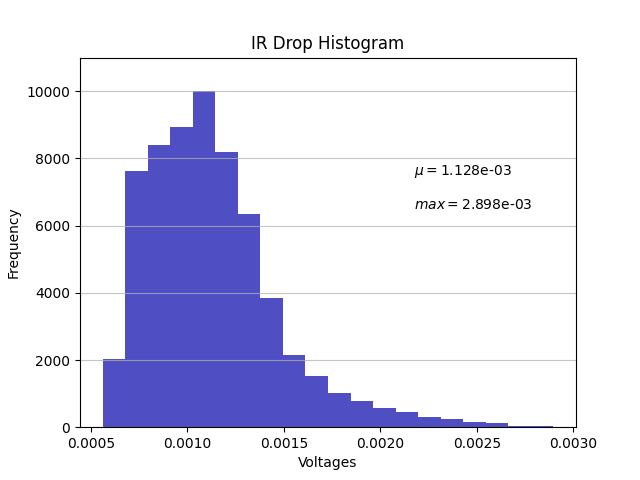 IR Drop Histogram
10000
8000
6000
4000
2000
0
Frequency
μ = 1.128e-03
max = 2.898e-03
0.0005 0.0010 0.0015 0.0020 0.0025 0.0030
Voltages